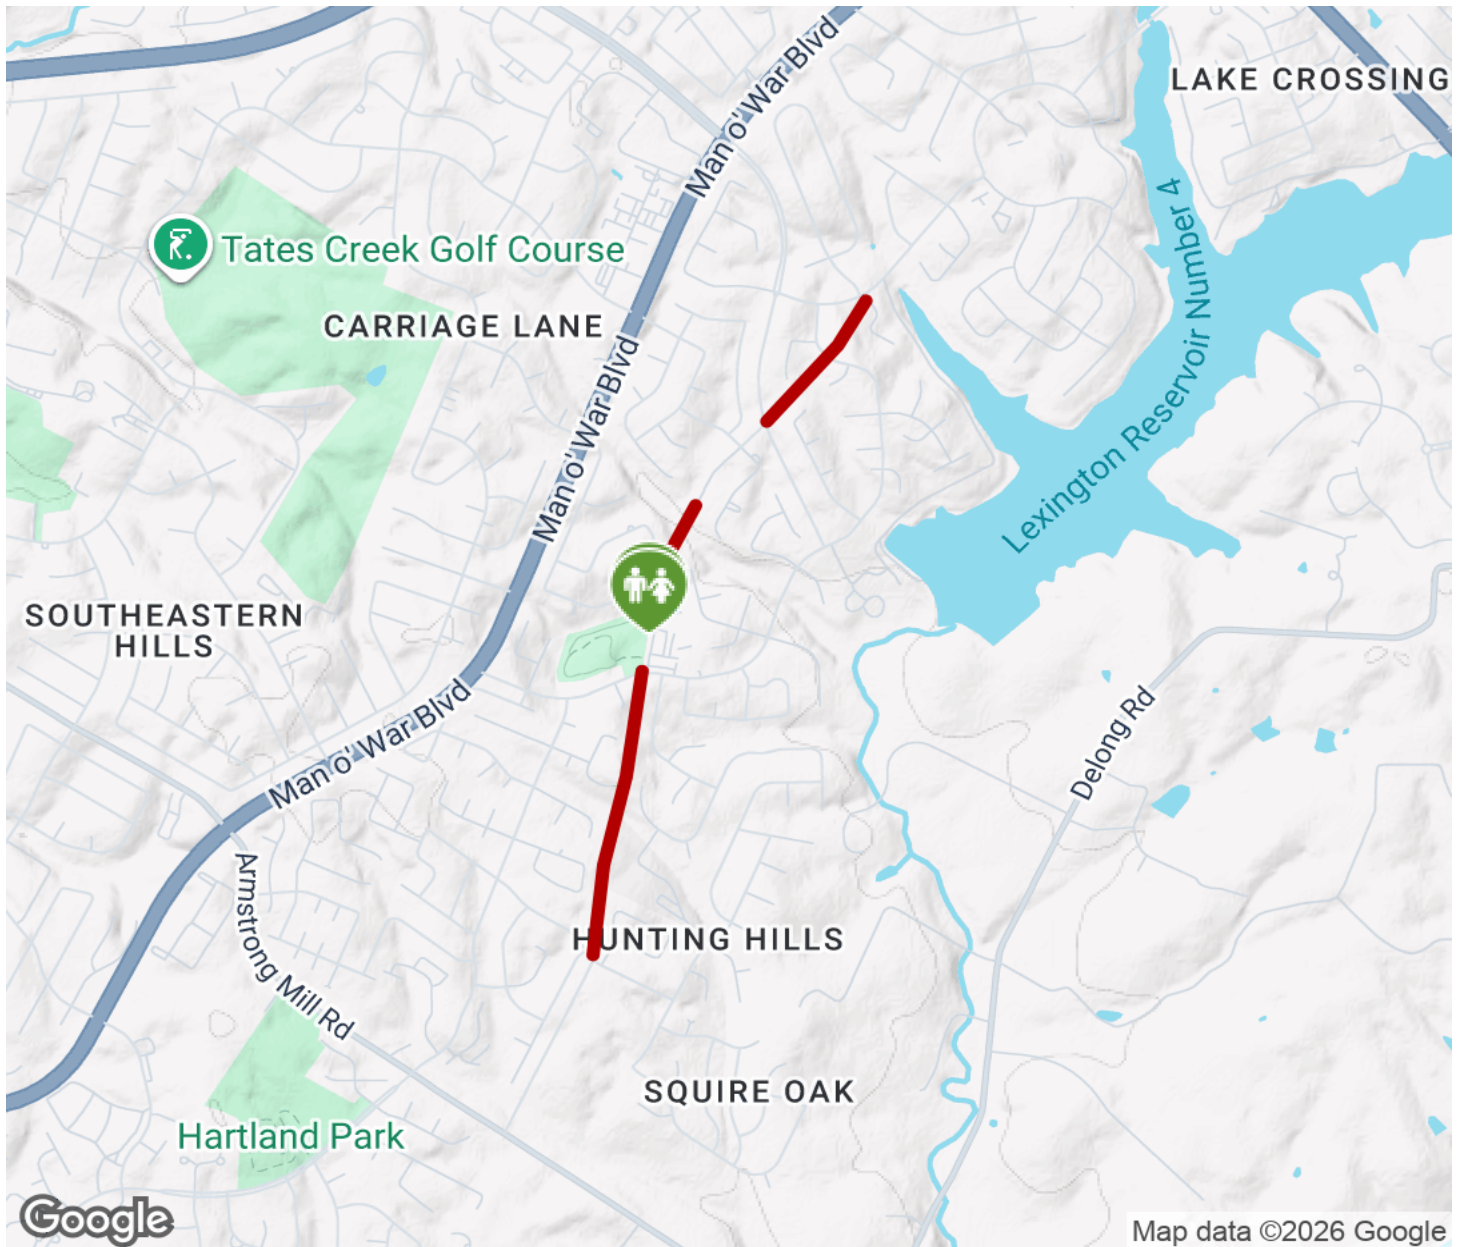 Man o' War Blvd
LAKE CROSSING
Tates Creek Golf Course
Lexington Reservoir Number 4
CARRIAGE LANE
Man o' War Blvd
SOUTHEASTERN
HILLS
Man o' War Blvd
Delong Rd
Armstrong Mill Rd
HUNTING HILLS
SQUIRE OAK
Hartland Park
Google
Map data ©2026 Google